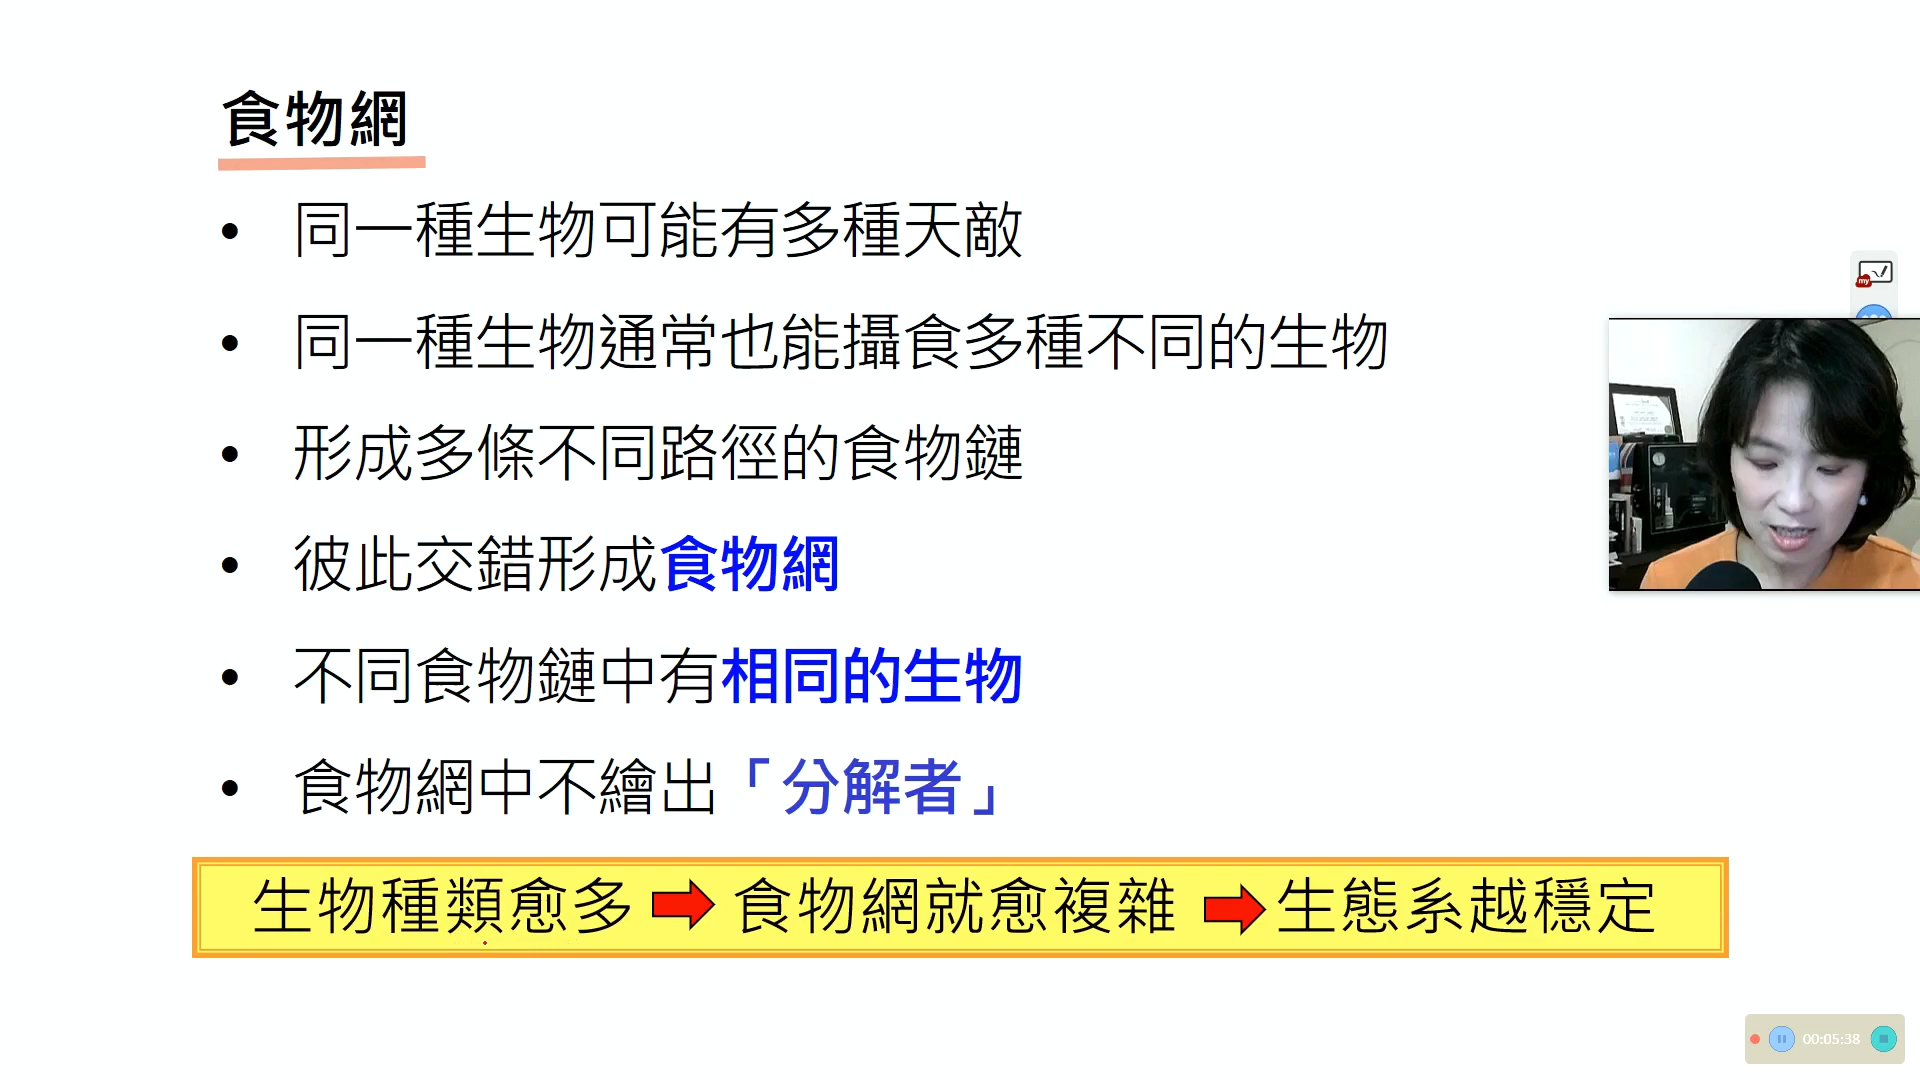 食物網
• 同一種生物可能有多種天敵
• 同一種生物通常也能攝食多種不同的生物
• 形成多條不同路徑的食物鏈
• 彼此交錯形成食物網
• 不同食物鏈中有相同的生物
• 食物網中不繪出「分解者」
生物種類愈多 食物網就愈複雜 生態系越穩定
my
00:05:38